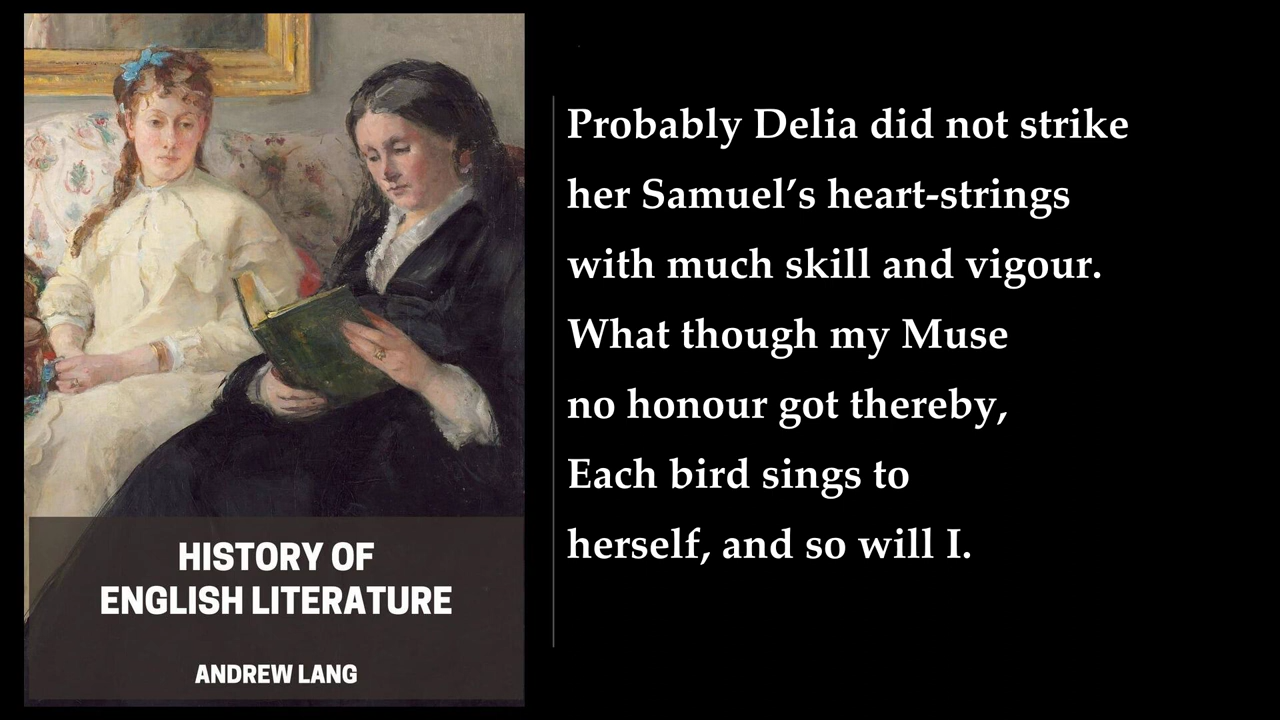 HISTORY OF
ENGLISH LITERATURE
ANDREW LANG
Probably Delia did not strike
her Samuel’s heart-strings
with much skill and vigour.
What though my Muse
no honour got thereby,
Each bird sings to
herself, and so will I.